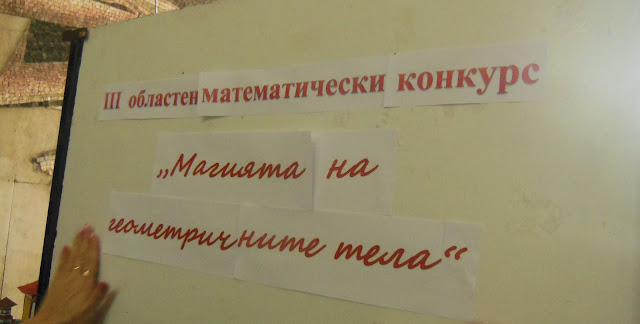 III областен математически конкурс
„Магията на
геометричните тела“